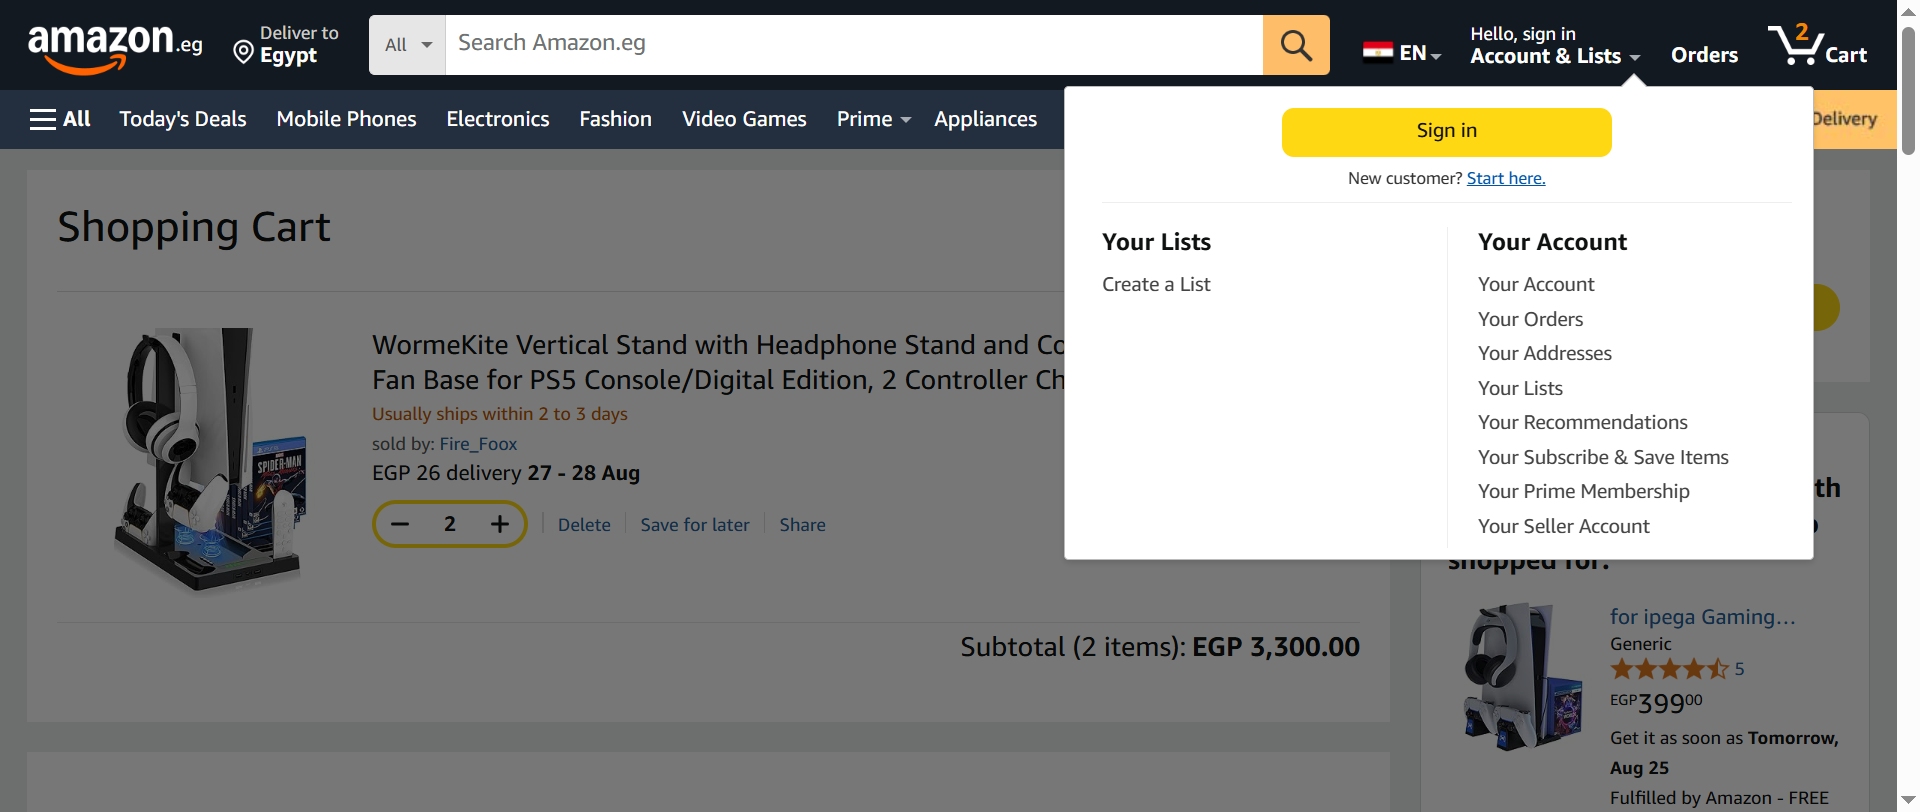 amazon.eg
Deliver to
Egypt
All
Search Amazon.eg
EN
Hello, sign in
Account & Lists
Orders
2
Cart
All
Today's Deals
Mobile Phones
Electronics
Fashion
Video Games
Prime
Appliances
Delivery
Sign in
New customer? Start here.
Your Lists
Create a List
Your Account
Your Account
Your Orders
Your Addresses
Your Lists
Your Recommendations
Your Subscribe & Save Items
Your Prime Membership
Your Seller Account
Shopping Cart
WormeKite Vertical Stand with Headphone Stand and Co
Fan Base for PS5 Console/Digital Edition, 2 Controller Ch
Usually ships within 2 to 3 days
sold by: Fire_Foox
EGP 26 delivery 27 - 28 Aug
2
Delete
Save for later
Share
SPIDER-MAN
Subtotal (2 items): EGP 3,300.00
th
shopped for:
for ipega Gaming…
Generic
5
EGP39900
Get it as soon as Tomorrow,
Aug 25
Fulfilled by Amazon - FREE